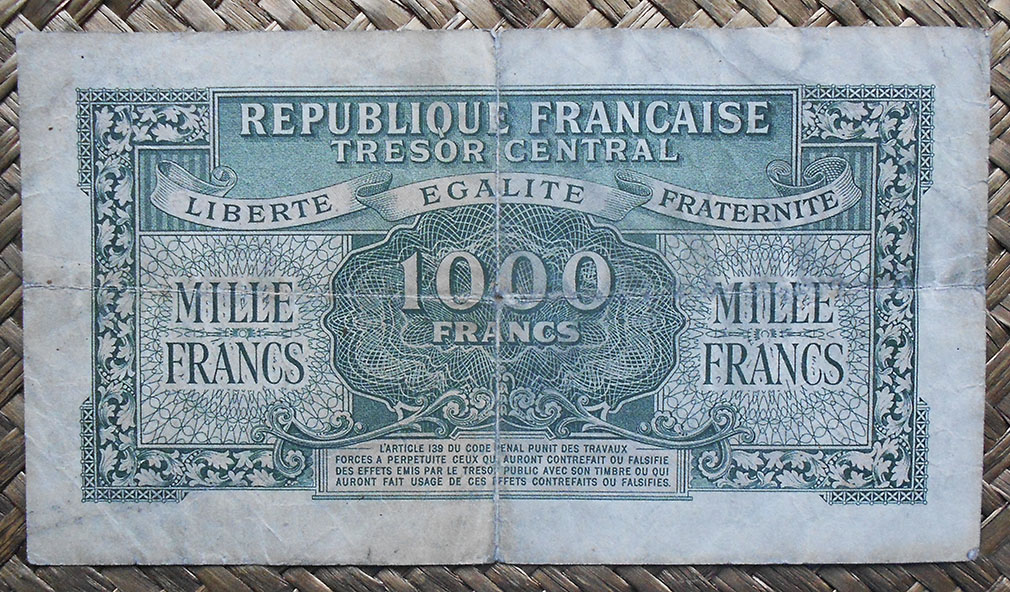 REPUBLIQUE FRANCAISE
TRESOR CENTRAL
LIBERTE EGALITE FRATERNITE
1000
FRANCS
MILLE
FRANCS
MILLE
FRANCS
L'ARTICLE 139 DU CODE PENAL PUNIT DES TRAVAUX
FORCES A PERPETUITE CEUX QUI AURONT CONTREFAIT OU FALSIFIE
DES EFFETS EMIS PAR LE TRESOR PUBLIC AVEC SON TIMBRE OU QUI
AURONT FAIT USAGE DE CES EFFETS CONTREFAITS OU FALSIFIES.